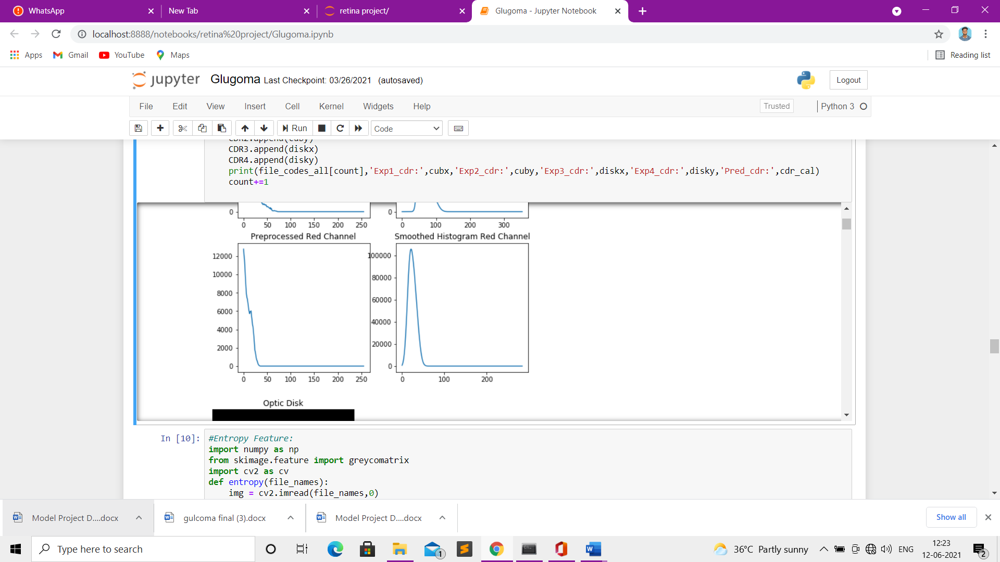 WhatsApp
New Tab
retina project/
Glugoma - Jupyter Notebook
localhost:8888/notebooks/retina%20project/Glugoma.ipynb
Apps
Gmail
YouTube
Maps
Reading list
jupyter
Glugoma Last Checkpoint: 03/26/2021 (autosaved)
Logout
File
Edit
View
Insert
Cell
Kernel
Widgets
Help
Trusted
Python 3
Run
Code
CDR2.append(cuby)
CDR3.append(diskx)
CDR4.append(disky)
print(file_codes_all[count],'Exp1_cdr:',cubx,'Exp2_cdr:',cuby,'Exp3_cdr:',diskx,'Exp4_cdr:',disky,'Pred_cdr:',cdr_cal)
count+=1
0
0 50 100 150 200 250
0
0 100 200 300
Preprocessed Red Channel
12000
10000
8000
6000
4000
2000
0
0 50 100 150 200 250
Smoothed Histogram Red Channel
100000
80000
60000
40000
20000
0
0 100 200
Optic Disk
In [10]:
#Entropy Feature:
import numpy as np
from skimage.feature import greycomatrix
import cv2 as cv
def entropy(file_names):
img = cv2.imread(file_names,0)
Model Project D....docx
gulcoma final (3).docx
Model Project D....docx
Show all
Type here to search
1
36°C Partly sunny
ENG
12:23
12-06-2021
2